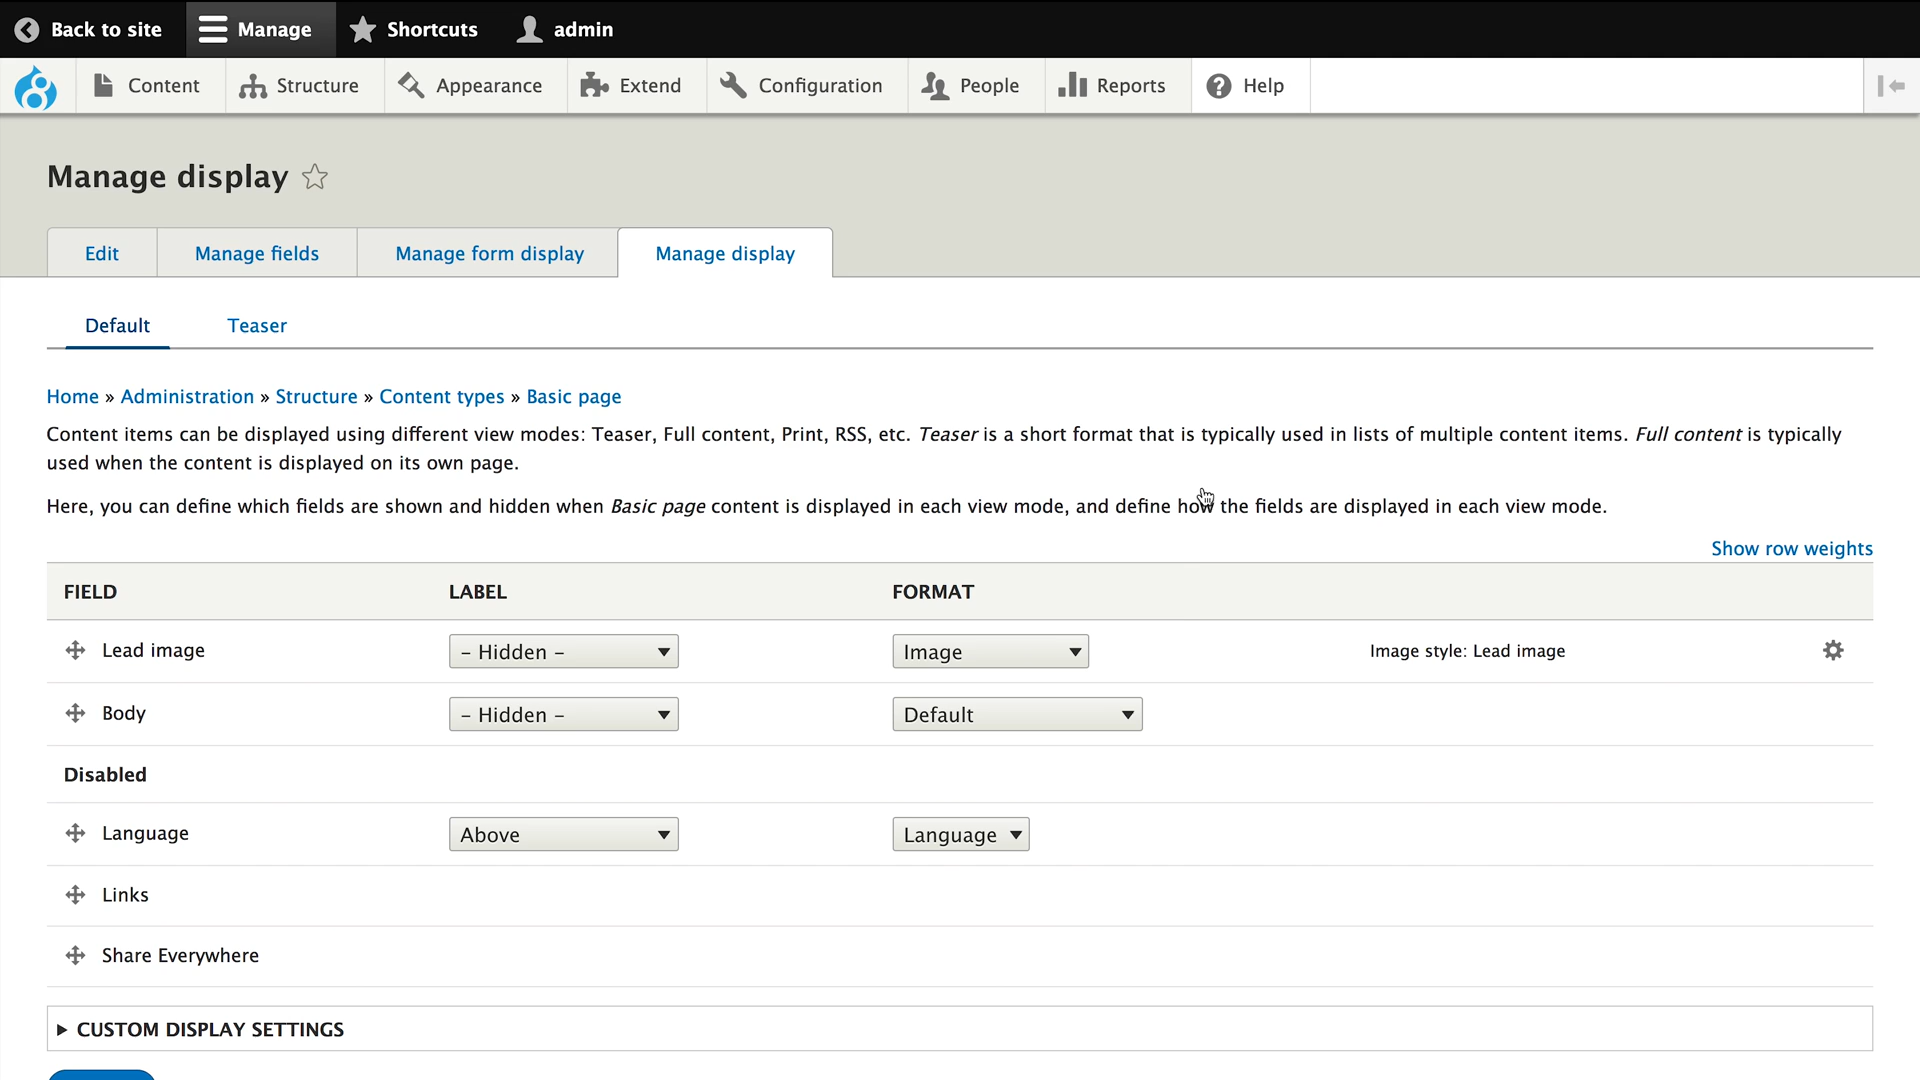 Back to site Manage Shortcuts admin
Content Structure Appearance Extend Configuration People Reports Help
Manage display
Edit Manage fields Manage form display Manage display
Default Teaser
Home » Administration » Structure » Content types » Basic page
Content items can be displayed using different view modes: Teaser, Full content, Print, RSS, etc. Teaser is a short format that is typically used in lists of multiple content items. Full content is typically
used when the content is displayed on its own page.
Here, you can define which fields are shown and hidden when Basic page content is displayed in each view mode, and define how the fields are displayed in each view mode.
Show row weights
FIELD LABEL FORMAT
Lead image - Hidden - Image Image style: Lead image
Body - Hidden - Default
Disabled
Language Above Language
Links
Share Everywhere
CUSTOM DISPLAY SETTINGS